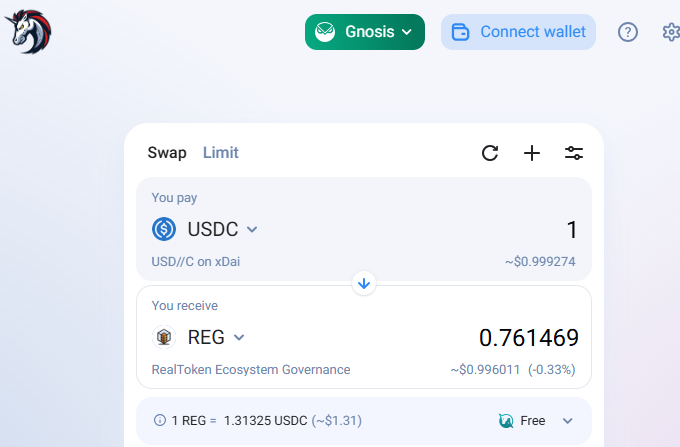 Gnosis
Connect wallet
?
Swap Limit
You pay
USDC 1
USD//C on xDai ~$0.999274
You receive
REG 0.761469
RealToken Ecosystem Governance ~$0.996011 (-0.33%)
1 REG = 1.31325 USDC (~$1.31) Free